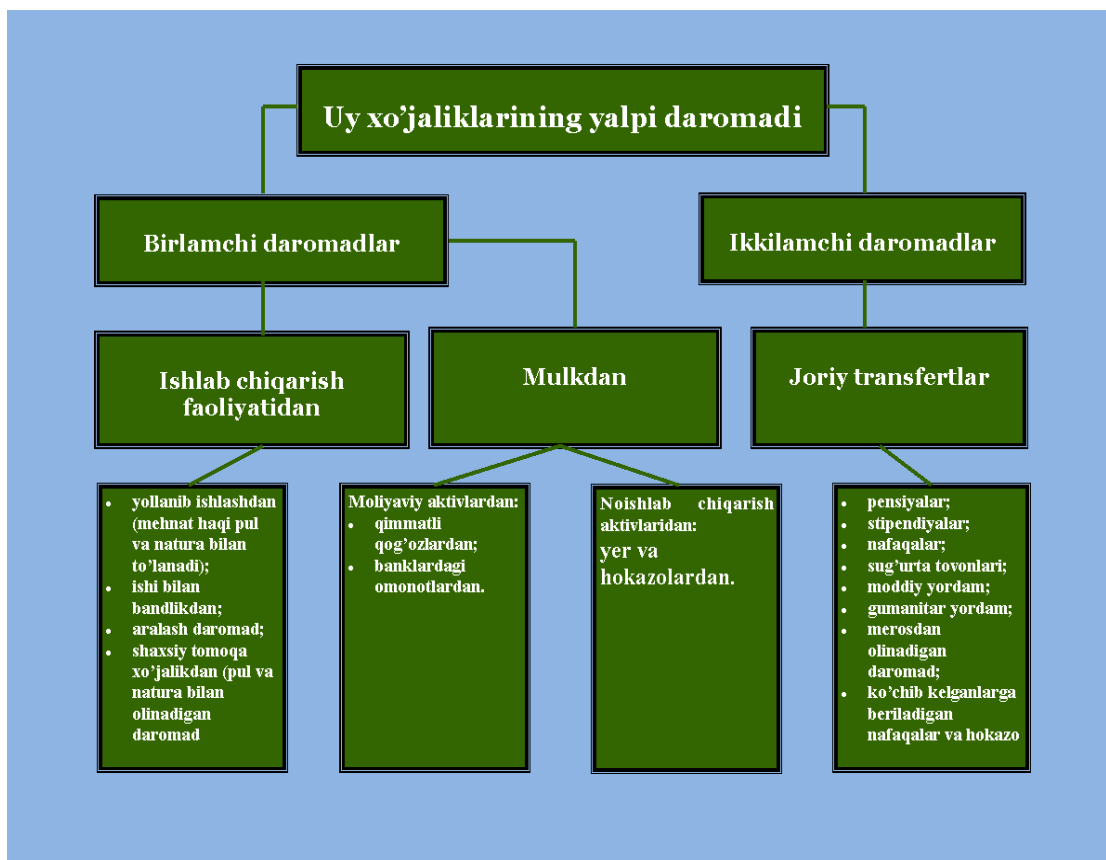 Uy xo’jaliklarining yalpi daromadi
Birlamchi daromadlar
Ikkilamchi daromadlar
Ishlab chiqarish
faoliyatidan
Mulkdan
Joriy transfertlar
• yollanib ishlashdan
(mehnat haqi pul
va natura bilan
to’lanadi);
• ishi bilan
bandlikdan;
• aralash daromad;
• shaxsiy tomoqa
xo’jalikdan (pul va
natura bilan
olinadigan
daromad
Moliyaviy aktivlardan:
• qimmatli
qog’ozlardan;
• banklardagi
omonotlardan.
Noishlab chiqarish
aktivlaridan:
yer va
hokazolardan.
• pensiyalar;
• stipendiyalar;
• nafaqalar;
• sug’urta tovonlari;
• moddiy yordam;
• gumanitar yordam;
• merosdan
olinadigan
daromad;
• ko’chib kelganlarga
beriladigan
nafaqalar va hokazo